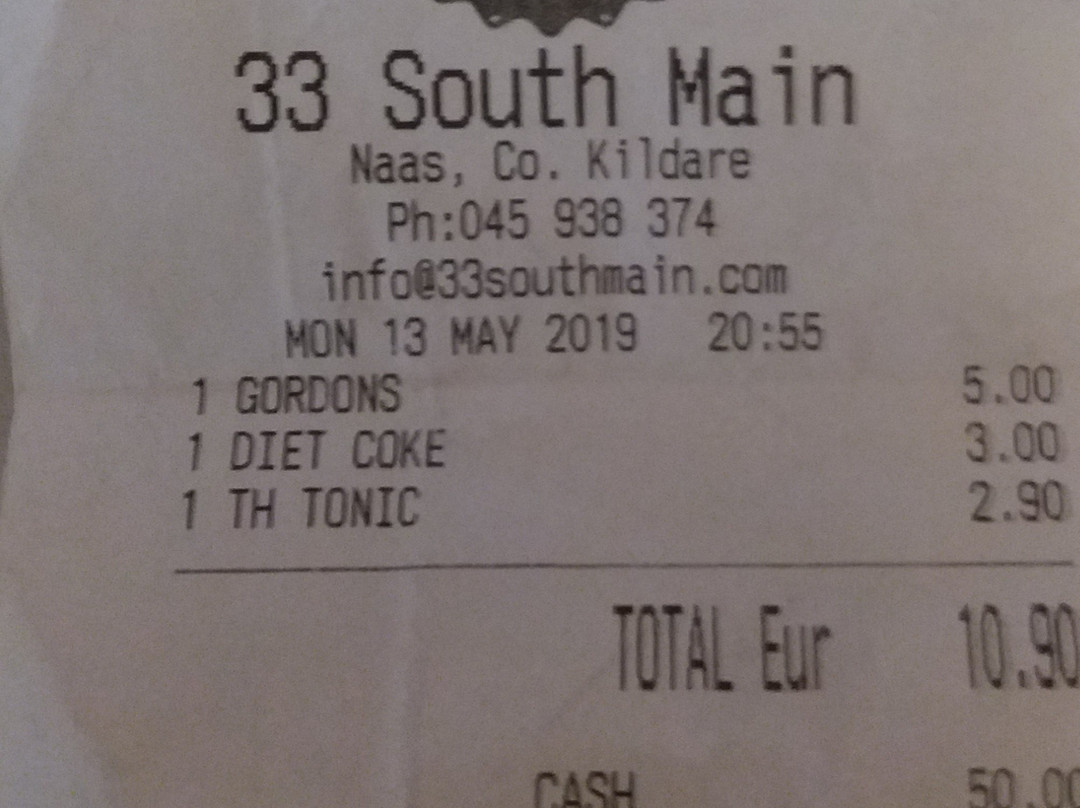 33 South Main
Naas, Co. Kildare
Ph:045 938 374
info@33southmain.com
MON 13 MAY 2019 20:55
1 GORDONS 5.00
1 DIET COKE 3.00
1 TH TONIC 2.90
TOTAL Eur 10.90
CASH 50.00